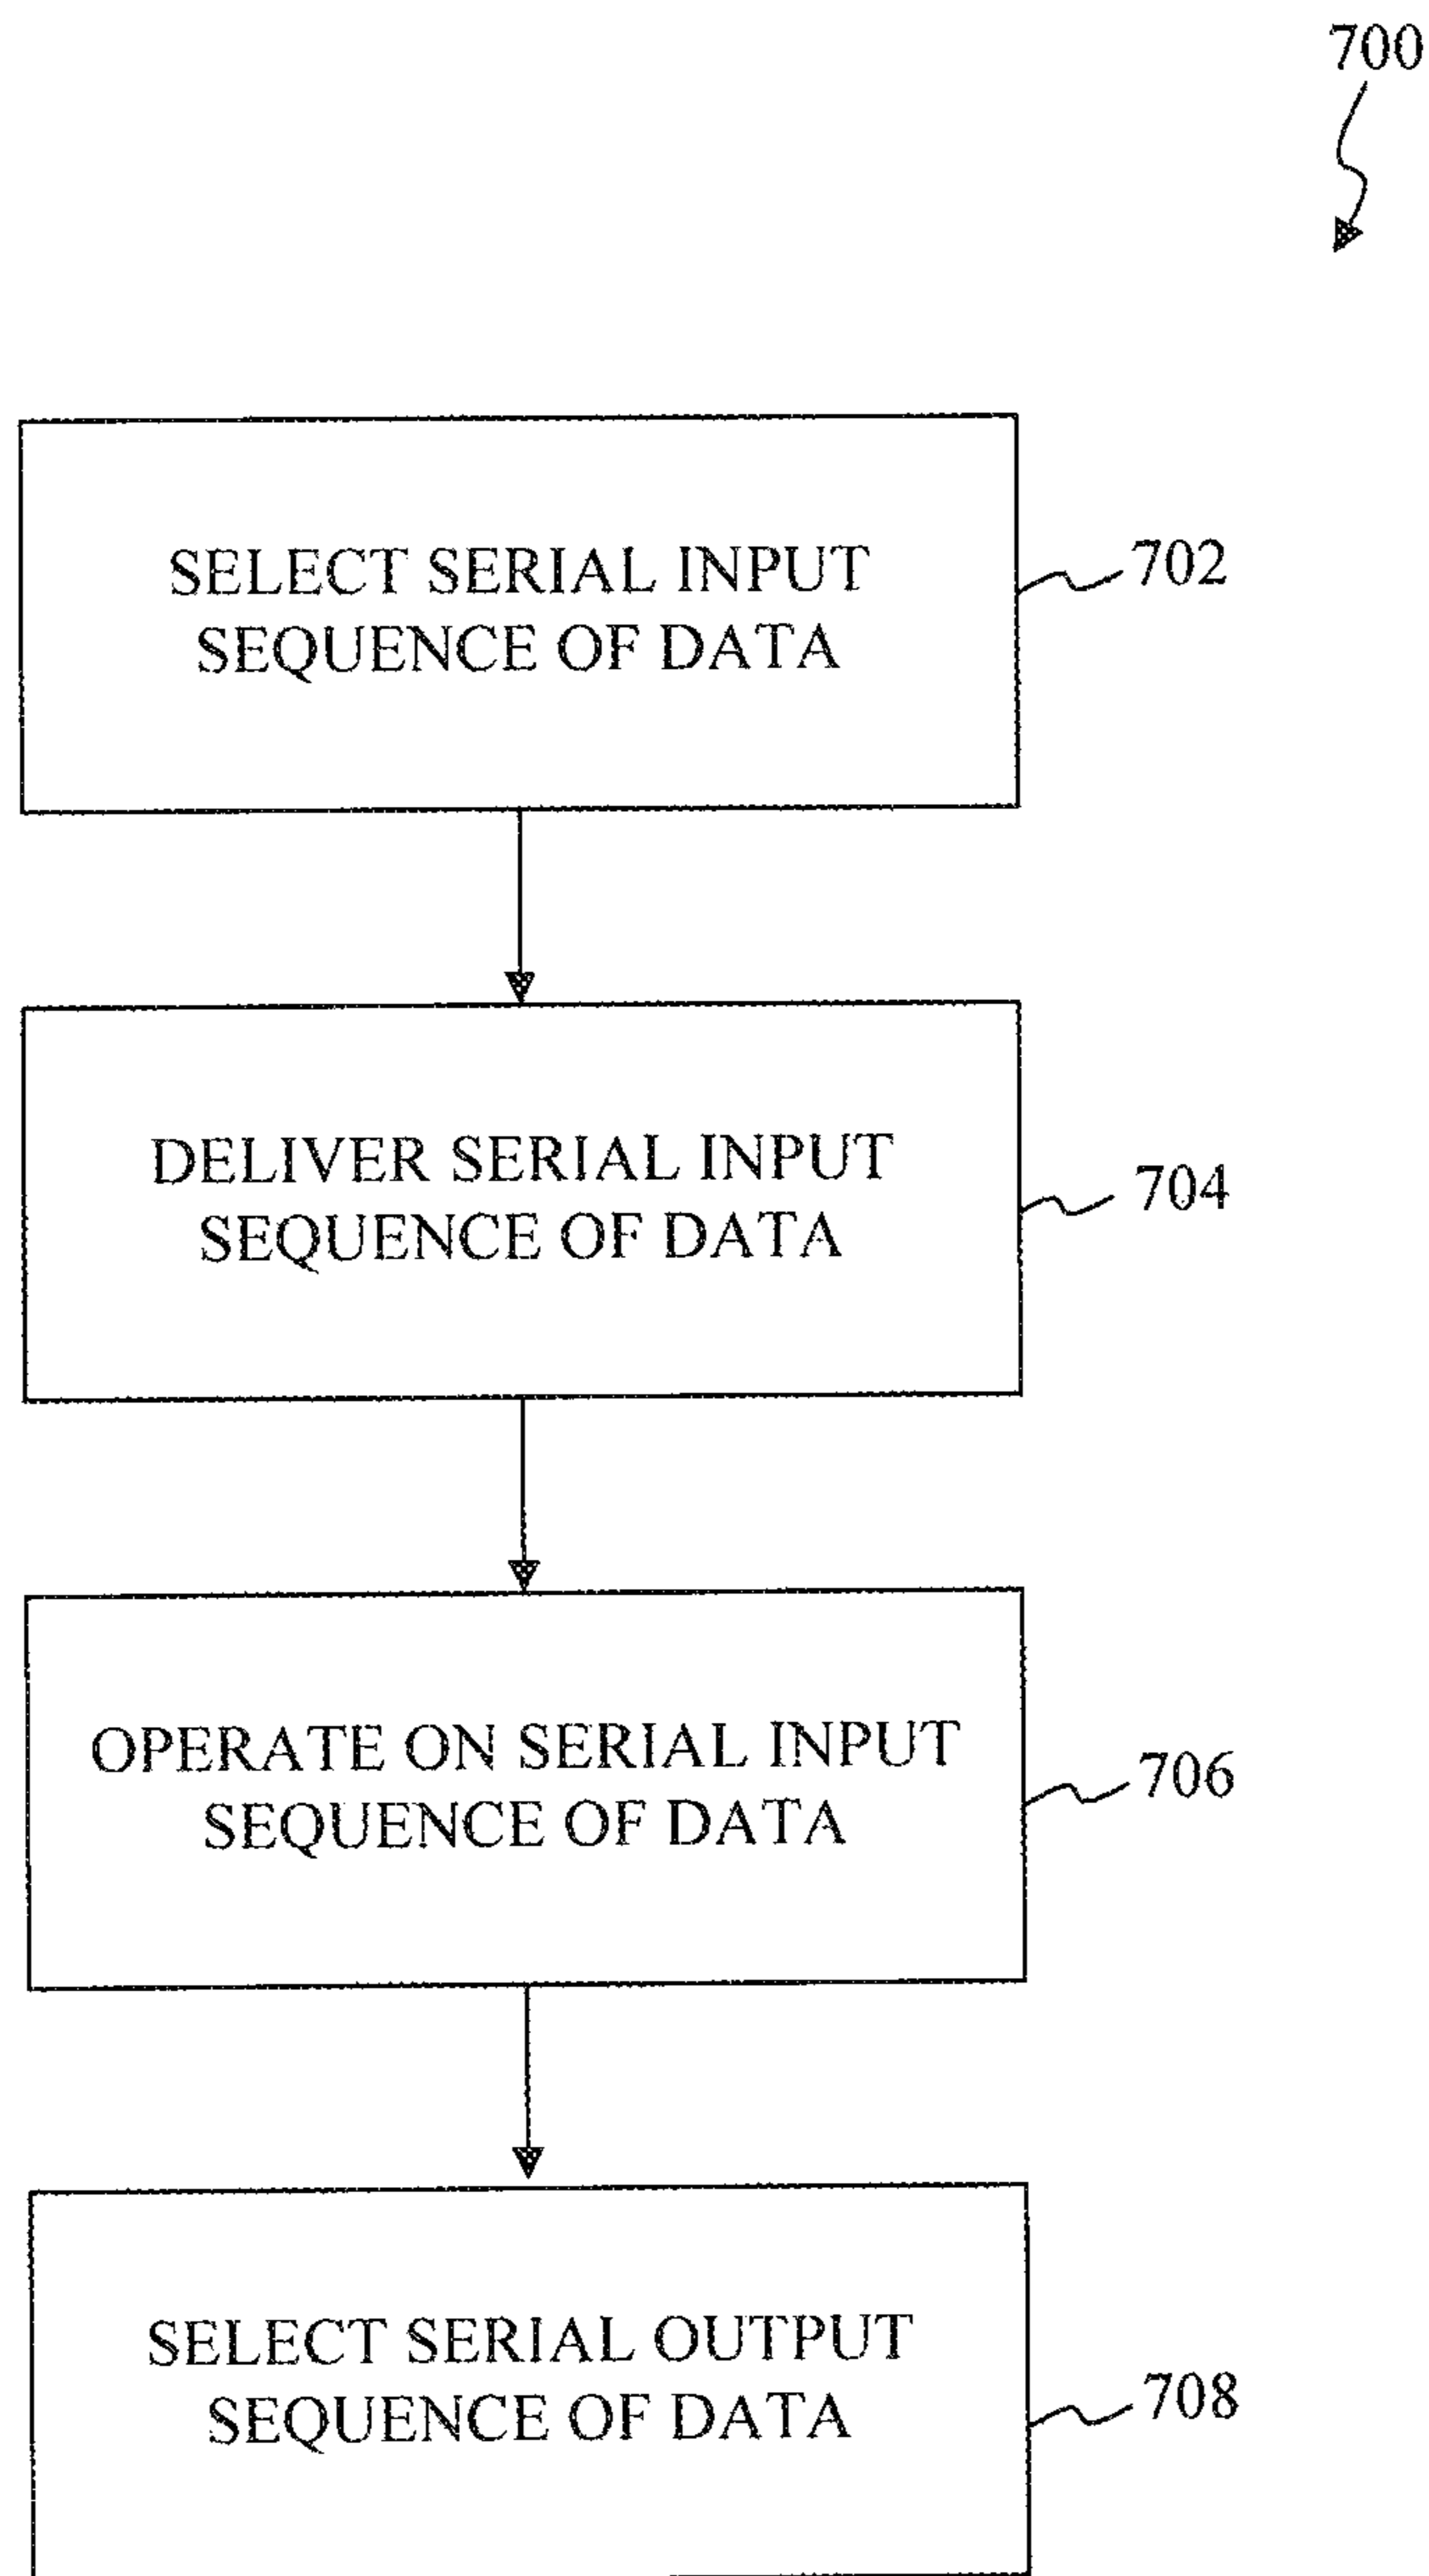 700
SELECT SERIAL INPUT
SEQUENCE OF DATA
702
DELIVER SERIAL INPUT
SEQUENCE OF DATA
704
OPERATE ON SERIAL INPUT
SEQUENCE OF DATA
706
SELECT SERIAL OUTPUT
SEQUENCE OF DATA
708